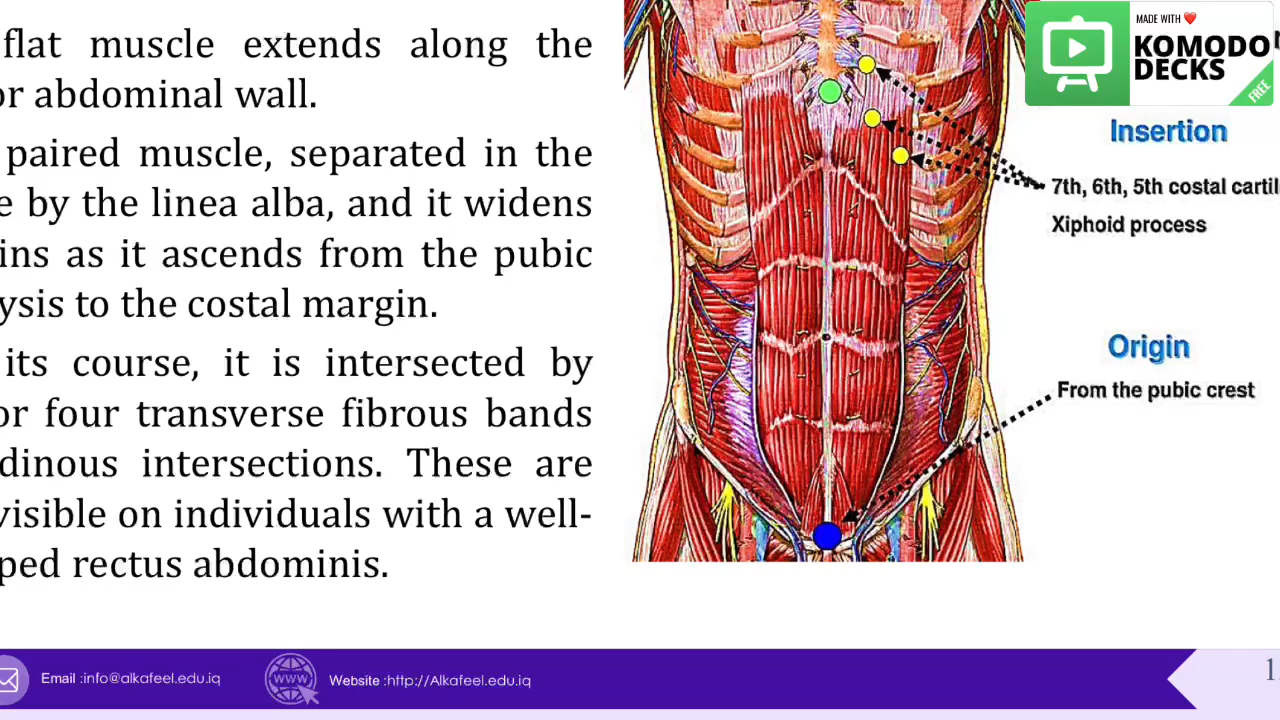 flat muscle extends along the
or abdominal wall.
paired muscle, separated in the
e by the linea alba, and it widens
ins as it ascends from the pubic
ysis to the costal margin.
its course, it is intersected by
or four transverse fibrous bands
dinous intersections. These are
visible on individuals with a well-
ped rectus abdominis.
MADE WITH ❤️
KOMODO
DECKS
FREE
Insertion
7th, 6th, 5th costal cartil
Xiphoid process
Origin
From the pubic crest
Email :info@alkafeel.edu.iq
www
Website :http://Alkafeel.edu.iq